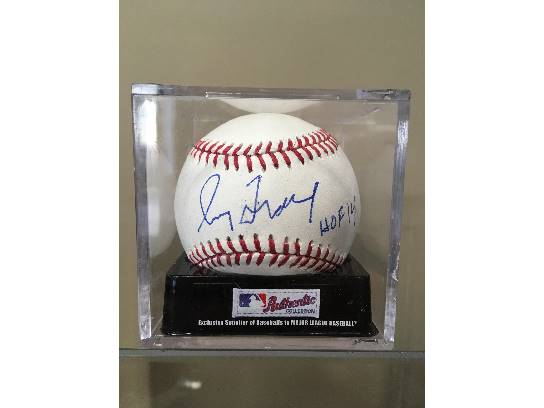 HOF 14
Authentic
COLLECTION
Exclusive Supplier of Baseballs to MAJOR LEAGUE BASEBALL